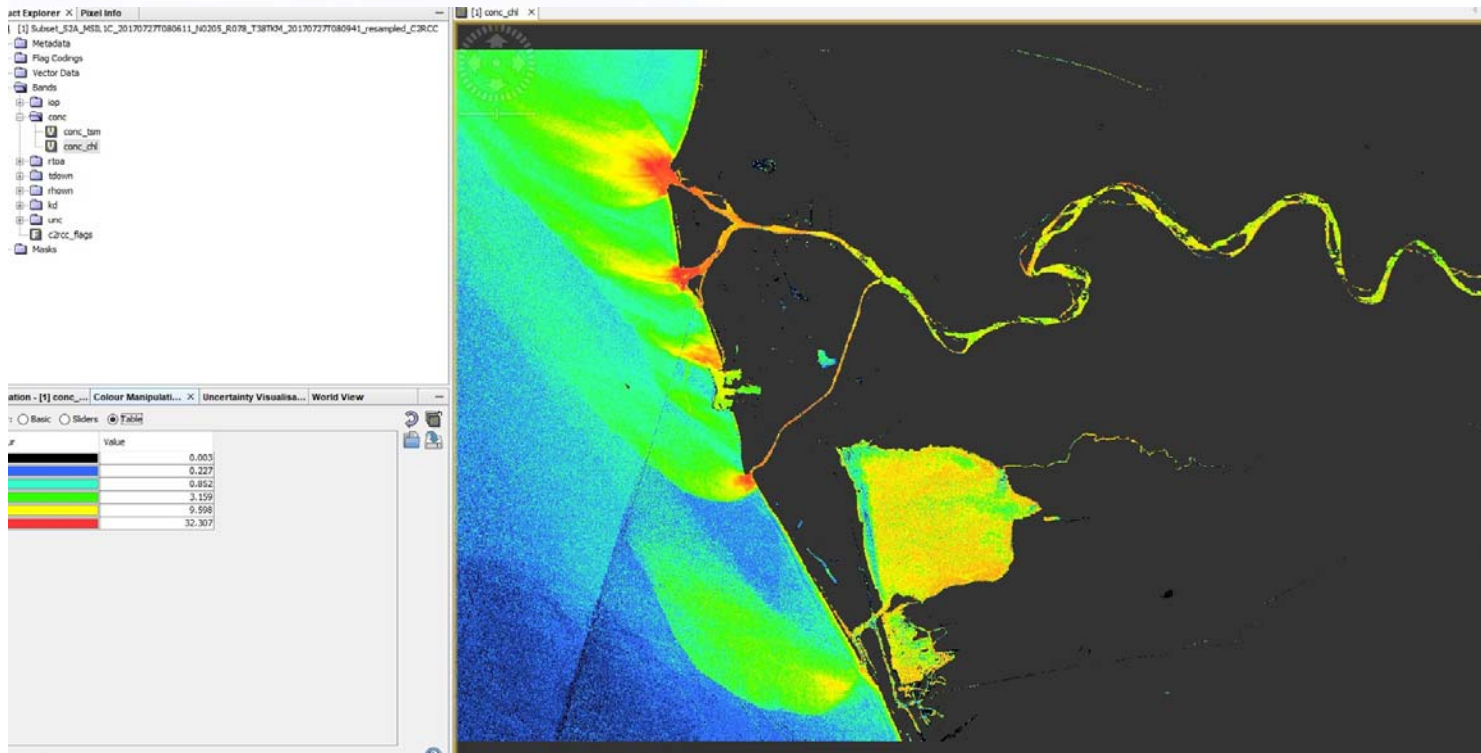 uct Explorer × Pixel Info
[1] conc_chl ×
[1] Subset_S2A_MSIL1C_20170727T080611_N0205_R078_T38TKM_20170727T080941_resampled_C2RCC
Metadata
Flag Codings
Vector Data
Bands
iop
conc
conc_tsm
conc_chl
rtoa
tdown
rhown
kd
unc
c2rcc_flags
Masks
ation - [1] conc_... Colour Manipulati... × Uncertainty Visualisa... World View
r: Basic Sliders Table
ur Value
0.003
0.227
0.852
3.159
9.598
32.307